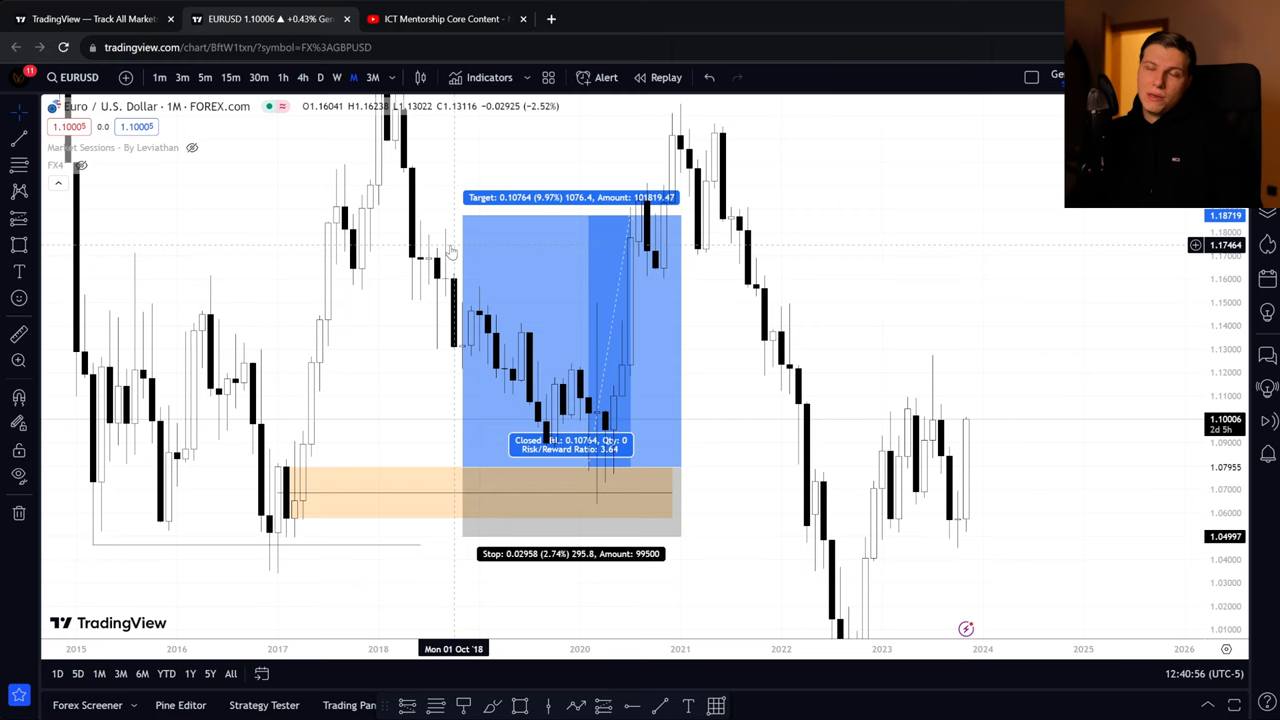 TradingView — Track All Market
EURUSD 1.10006 ▲ +0.43% Gen
ICT Mentorship Core Content -
tradingview.com/chart/BftW1txn/?symbol=FX%3AGBPUSD
11
EURUSD
1m 3m 5m 15m 30m 1h 4h D W M 3M
Indicators
Alert
Replay
Ge
Euro / U.S. Dollar · 1M · FOREX.com
O1.16041 H1.16238 L1.13022 C1.13116 −0.02925 (−2.52%)
1.10005 0.0 1.10005
Market Sessions - By Leviathan
FX4
Target: 0.10764 (9.97%) 1076.4, Amount: 101819.47
Closed P&L: 0.10764, Qty: 0
Risk/Reward Ratio: 3.64
Stop: 0.02958 (2.74%) 295.8, Amount: 99500
1.18719
1.18000
1.17464
1.17000
1.16000
1.15000
1.14000
1.13000
1.12000
1.11000
1.10006
2d 5h
1.09000
1.07955
1.07000
1.06000
1.04997
1.04000
1.03000
1.02000
1.01000
TradingView
2015 2016 2017 2018 Mon 01 Oct '18 2020 2021 2022 2023 2024 2025 2026
1D 5D 1M 3M 6M YTD 1Y 5Y All
12:40:56 (UTC-5)
Forex Screener Pine Editor Strategy Tester Trading Pan